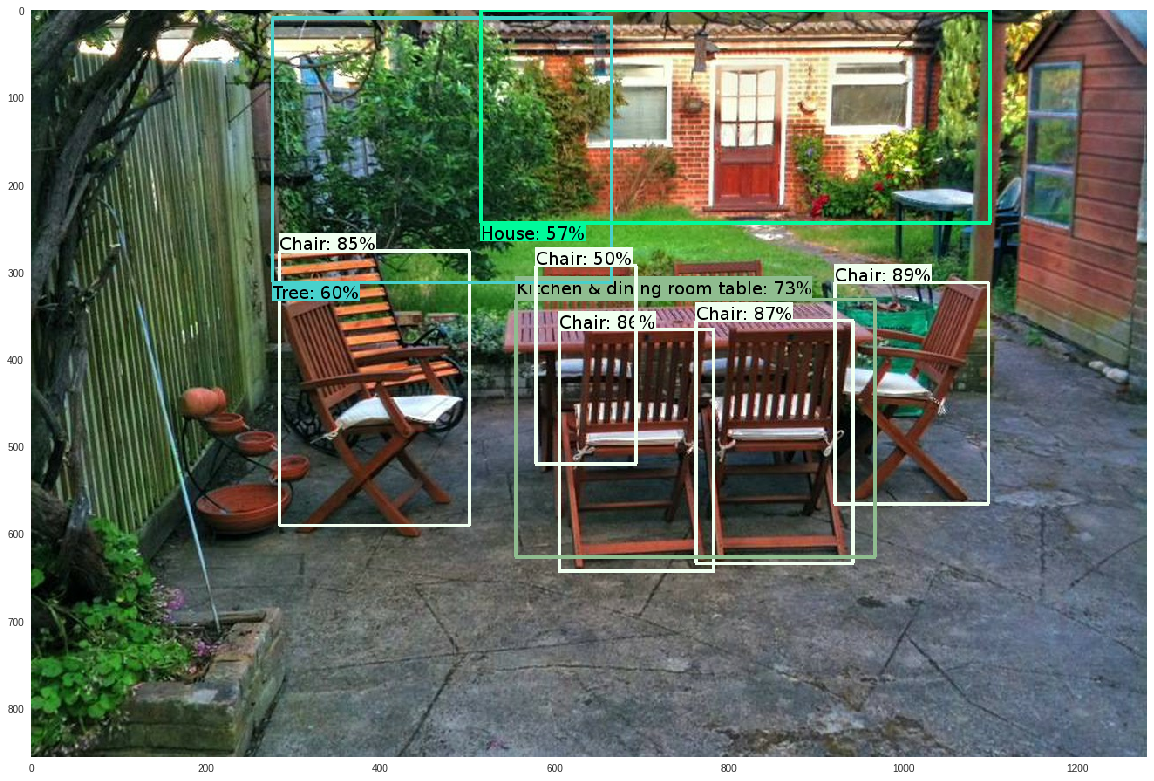 0
100
200
300
400
500
600
700
800
House: 57%
Chair: 85%
Chair: 50%
Chair: 89%
Tree: 60%
Kitchen & dining room table: 73%
Chair: 86%
Chair: 87%
0 200 400 600 800 1000 1200